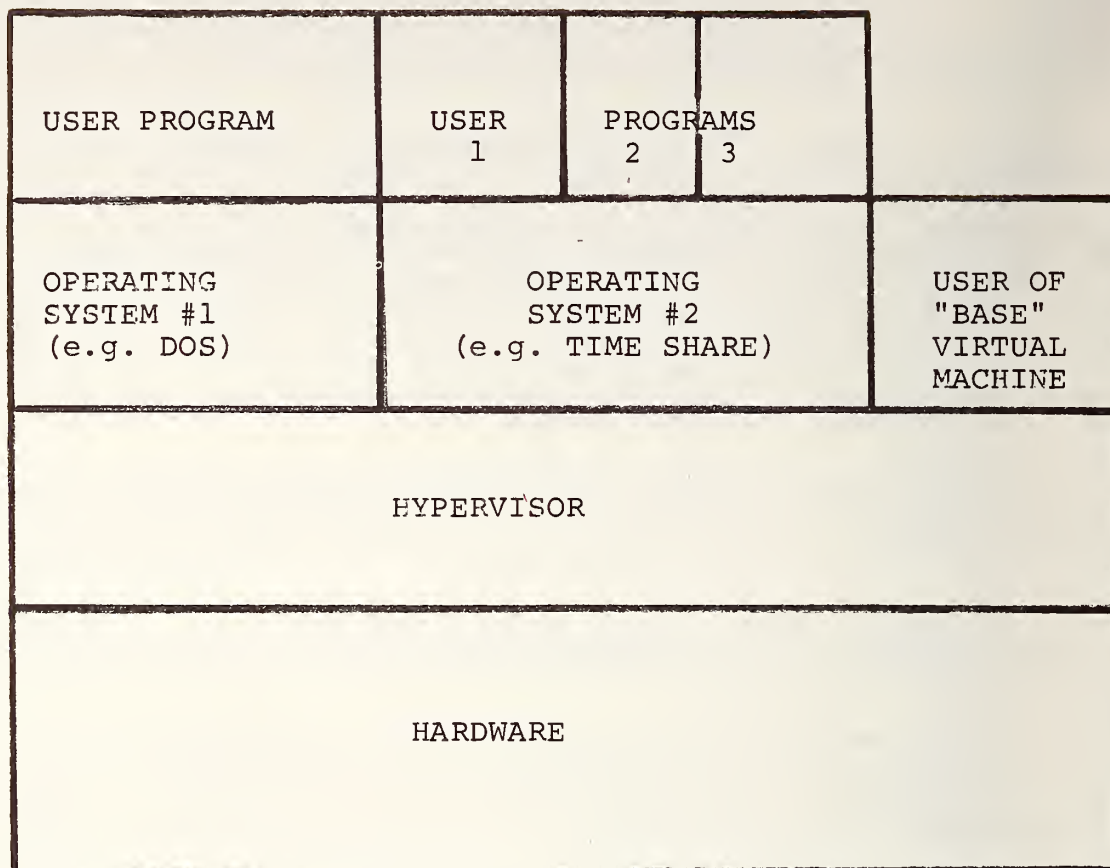 USER PROGRAM
USER PROGRAMS
1 2 3
OPERATING
SYSTEM #1
(e.g. DOS)
OPERATING
SYSTEM #2
(e.g. TIME SHARE)
USER OF
"BASE"
VIRTUAL
MACHINE
HYPERVISOR
HARDWARE